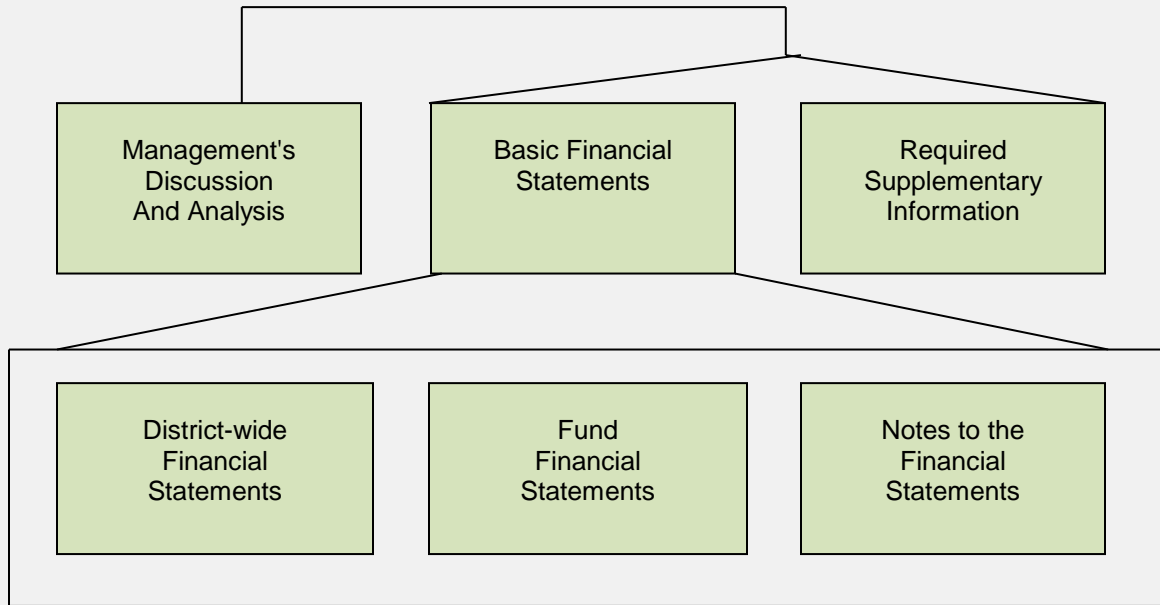 Management's
Discussion
And Analysis
Basic Financial
Statements
Required
Supplementary
Information
District-wide
Financial
Statements
Fund
Financial
Statements
Notes to the
Financial
Statements